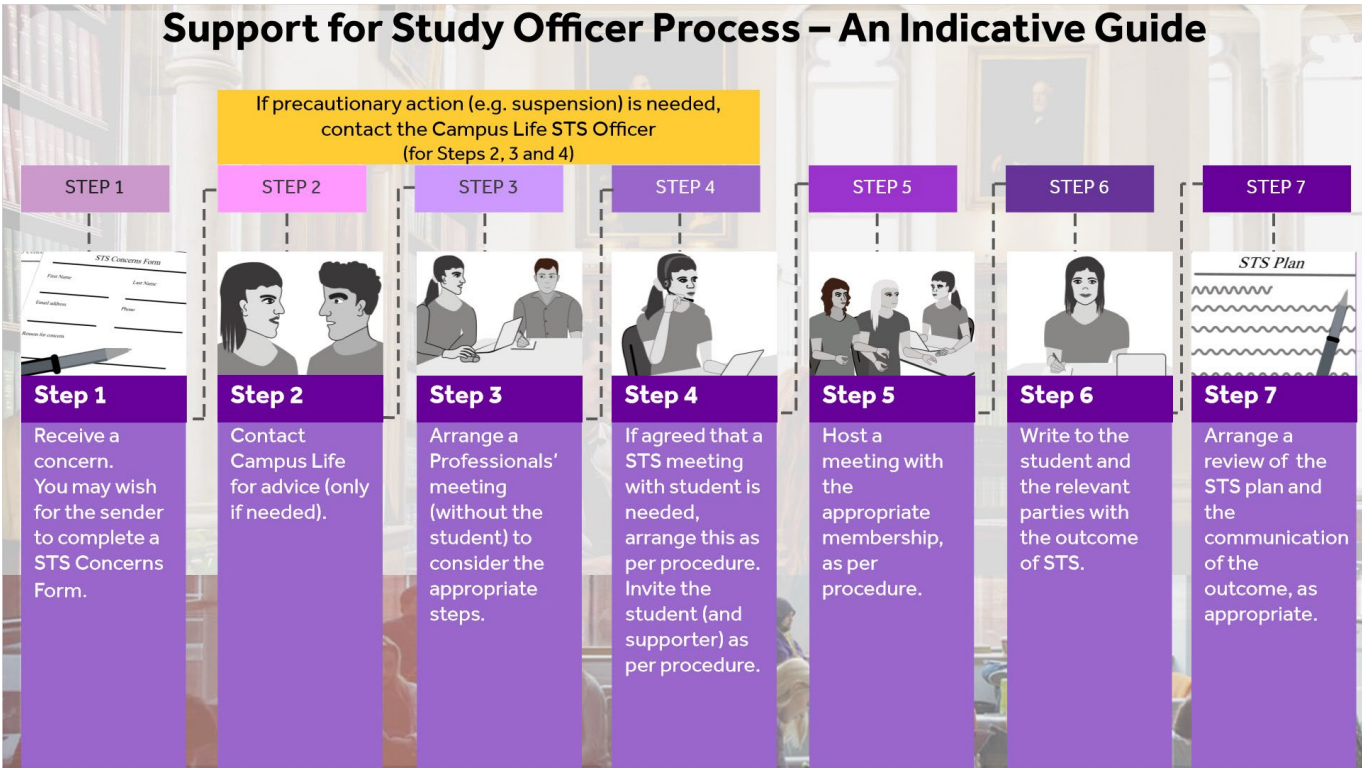 Support for Study Officer Process – An Indicative Guide
If precautionary action (e.g. suspension) is needed,
contact the Campus Life STS Officer
(for Steps 2, 3 and 4)
STEP 1
STEP 2
STEP 3
STEP 4
STEP 5
STEP 6
STEP 7
STS Concerns Form
First Name
Last Name
Email address
Phone
Reason for concern
STS Plan
Step 1
Receive a
concern.
You may wish
for the sender
to complete a
STS Concerns
Form.
Step 2
Contact
Campus Life
for advice (only
if needed).
Step 3
Arrange a
Professionals’
meeting
(without the
student) to
consider the
appropriate
steps.
Step 4
If agreed that a
STS meeting
with student is
needed,
arrange this as
per procedure.
Invite the
student (and
supporter) as
per procedure.
Step 5
Host a
meeting with
the
appropriate
membership,
as per
procedure.
Step 6
Write to the
student and
the relevant
parties with
the outcome
of STS.
Step 7
Arrange a
review of the
STS plan and
the
communication
of the
outcome, as
appropriate.